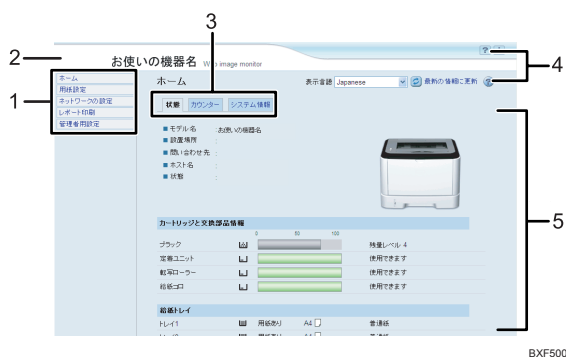 3
2
お使いの機器名 Web image monitor
?
4
ホーム
用紙設定
ネットワークの設定
レポート印刷
管理者用設定
1
ホーム
表示言語 Japanese 最新の情報に更新 ?
状態 カウンター システム情報
モデル名 お使いの機器名
設置場所 :
問い合わせ先 :
ホスト名 :
状態 :
5
カートリッジと交換部品情報
0 50 100
ブラック 残量レベル 4
定着ユニット 使用できます
転写ローラー 使用できます
給紙コロ 使用できます
給紙トレイ
トレイ1 用紙あり A4 普通紙
BXF500